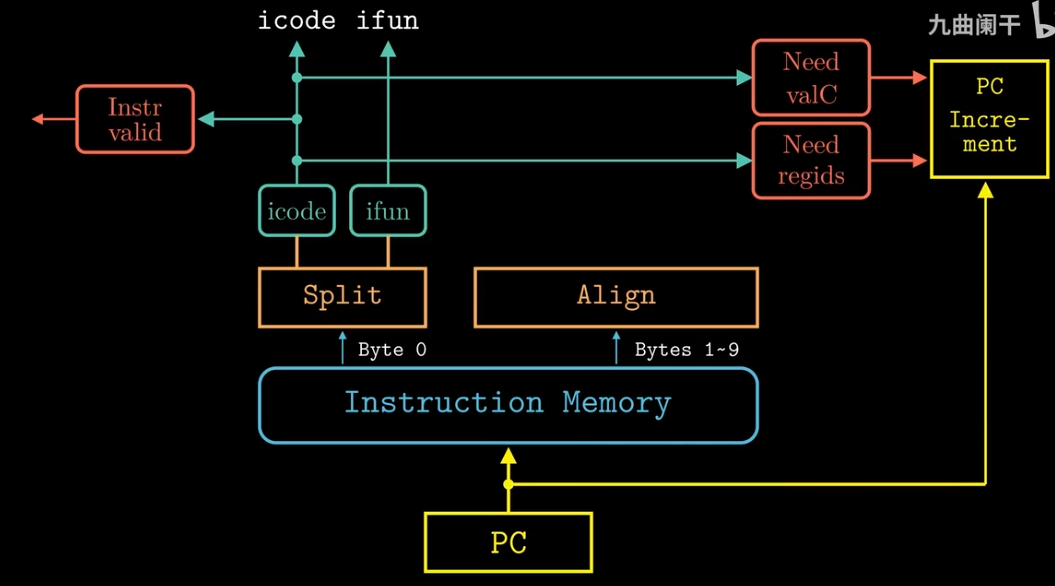 icode ifun
九曲阑干
Need
valC
PC
Incre-
ment
Instr
valid
Need
regids
icode
ifun
Split
Align
Byte 0
Bytes 1~9
Instruction Memory
PC